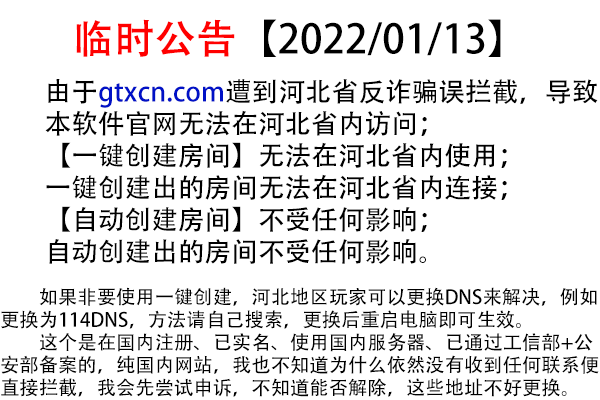 临时公告【2022/01/13】
由于gtxcn.com遭到河北省反诈骗误拦截，导致
本软件官网无法在河北省内访问；
【一键创建房间】无法在河北省内使用；
一键创建出的房间无法在河北省内连接；
【自动创建房间】不受任何影响；
自动创建出的房间不受任何影响。
如果非要使用一键创建，河北地区玩家可以更换DNS来解决，例如
更换为114DNS，方法请自己搜索，更换后重启电脑即可生效。
这个是在国内注册、已实名、使用国内服务器、已通过工信部+公
安部备案的，纯国内网站，我也不知道为什么依然没有收到任何联系便
直接拦截，我会先尝试申诉，不知道能否解除，这些地址不好更换。